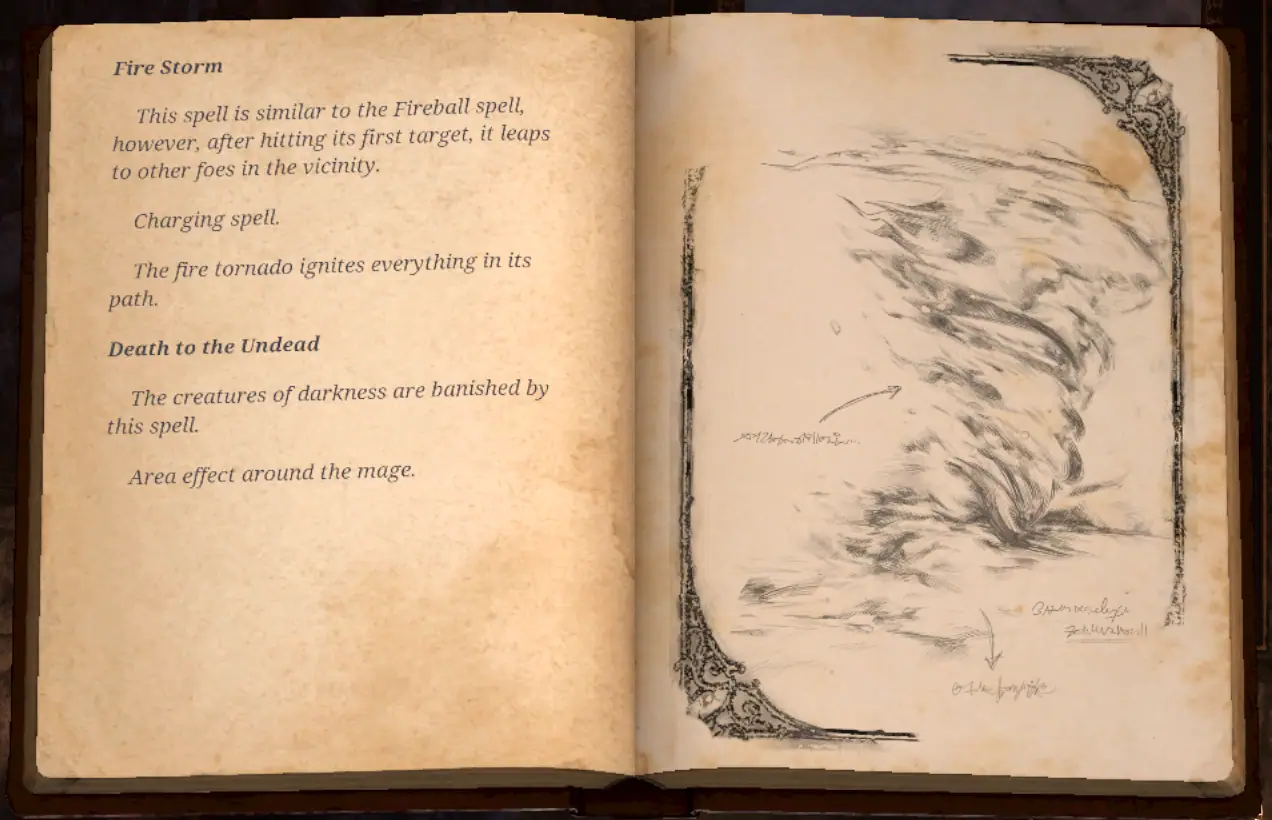 Fire Storm
This spell is similar to the Fireball spell,
however, after hitting its first target, it leaps
to other foes in the vicinity.
Charging spell.
The fire tornado ignites everything in its
path.
Death to the Undead
The creatures of darkness are banished by
this spell.
Area effect around the mage.